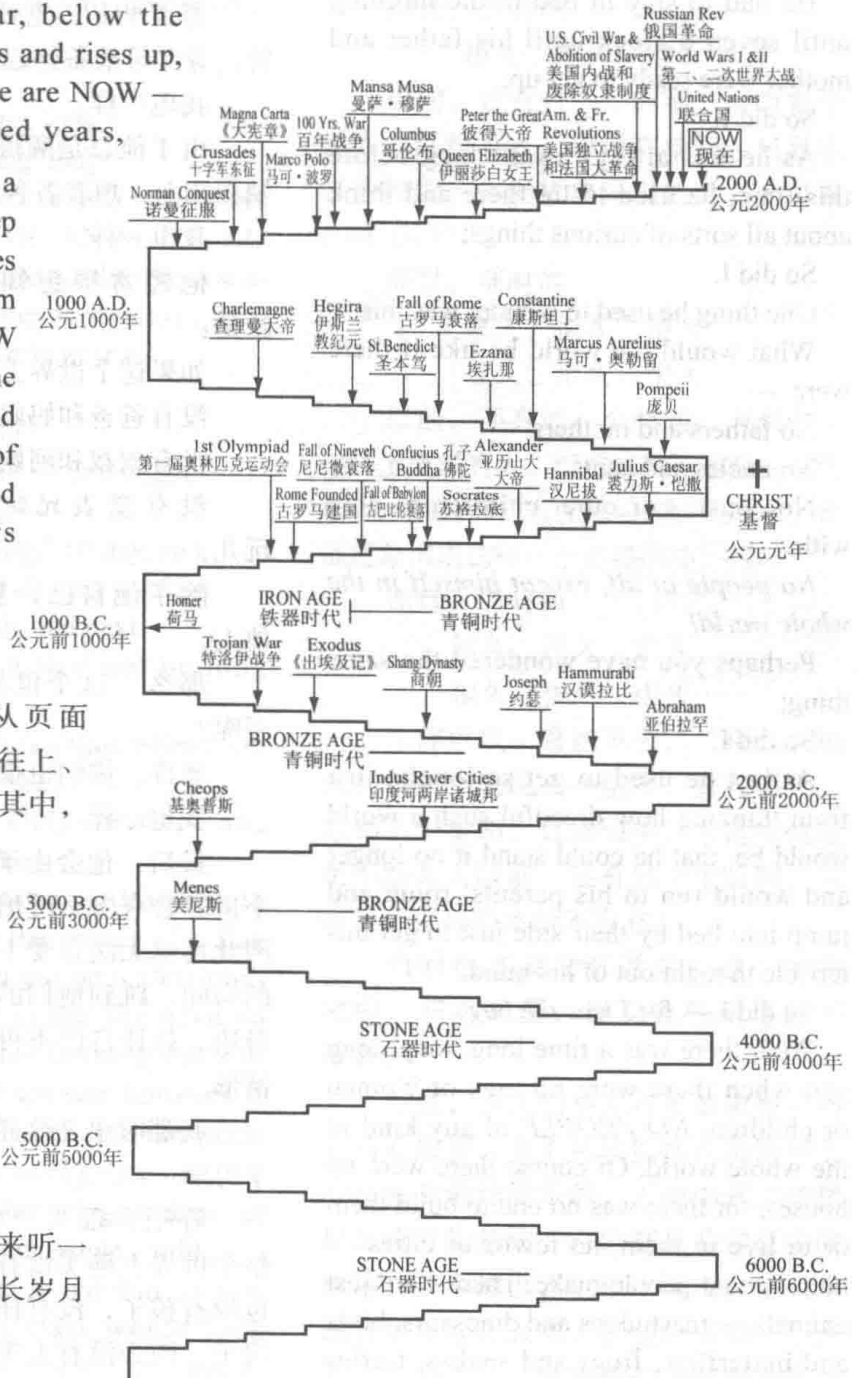 ar, below the
s and rises up,
e are NOW —
ed years,
a
ep
es
m
W
he
d
of
d
's
Russian Rev
俄国革命
U.S. Civil War &
Abolition of Slavery
美国内战和
废除奴隶制度
World Wars I &II
第一、二次世界大战
United Nations
联合国
NOW
现在
Mansa Musa
曼萨·穆萨
Magna Carta
《大宪章》
100 Yrs. War
百年战争
Peter the Great
彼得大帝
Am. & Fr.
Revolutions
美国独立战争
和法国大革命
Crusades
十字军东征
Marco Polo
马可·波罗
Columbus
哥伦布
Queen Elizabeth
伊丽莎白女王
Norman Conquest
诺曼征服
2000 A.D.
公元2000年
1000 A.D.
公元1000年
Charlemagne
查理曼大帝
Hegira
伊斯兰
教纪元
Fall of Rome
古罗马衰落
Constantine
康斯坦丁
St.Benedict
圣本笃
Ezana
埃扎那
Marcus Aurelius
马可·奥勒留
Pompeii
庞贝
1st Olympiad
第一届奥林匹克运动会
Fall of Nineveh
尼尼微衰落
Confucius 孔子
Buddha 佛陀
Alexander
亚历山大
大帝
Rome Founded
古罗马建国
Fall of Babylon
古巴比伦衰落
Socrates
苏格拉底
Hannibal
汉尼拔
Julius Caesar
裘力斯·恺撒
CHRIST
基督
公元元年
1000 B.C.
公元前1000年
Homer
荷马
IRON AGE
铁器时代
BRONZE AGE
青铜时代
Trojan War
特洛伊战争
Exodus
《出埃及记》
Shang Dynasty
商朝
Joseph
约瑟
Hammurabi
汉谟拉比
Abraham
亚伯拉罕
从页面
往上
其中，
BRONZE AGE
青铜时代
Cheops
基奥普斯
Indus River Cities
印度河两岸诸城邦
2000 B.C.
公元前2000年
3000 B.C.
公元前3000年
Menes
美尼斯
BRONZE AGE
青铜时代
STONE AGE
石器时代
4000 B.C.
公元前4000年
5000 B.C.
公元前5000年
来听一
长岁月
STONE AGE
石器时代
6000 B.C.
公元前6000年